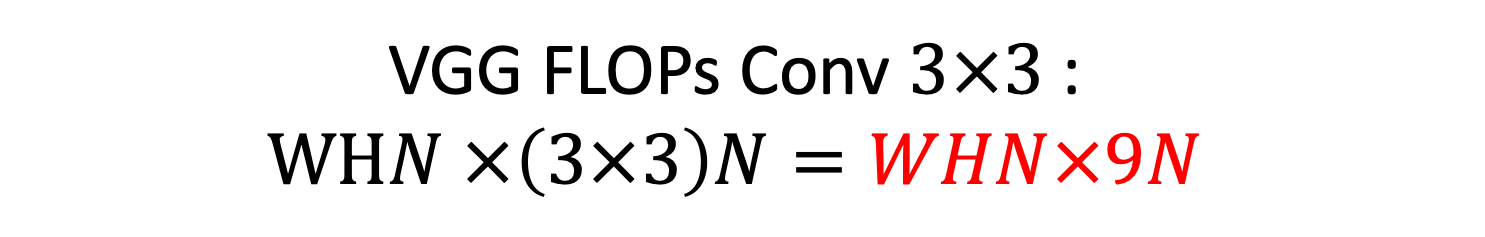 VGG FLOPs Conv 3×3 :
WHN ×(3×3)N = WHN×9N